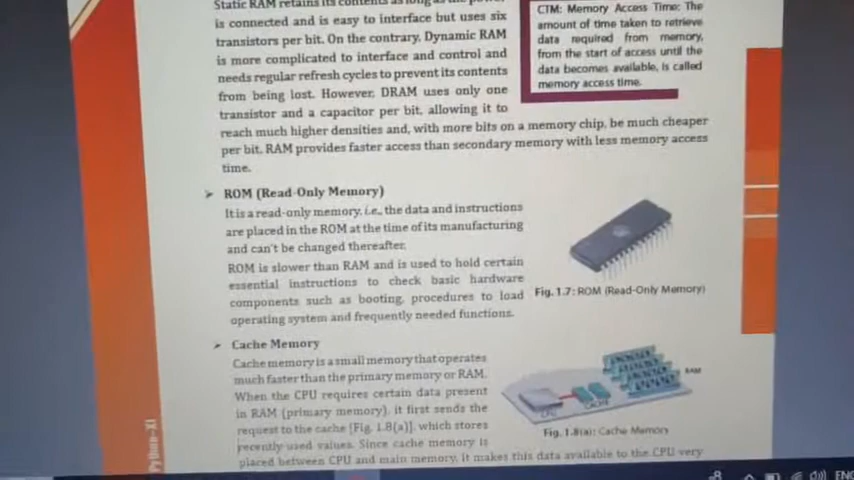 Static RAM retains its contents as long as the power
is connected and is easy to interface but uses six
transistors per bit. On the contrary, Dynamic RAM
is more complicated to interface and control and
needs regular refresh cycles to prevent its contents
from being lost. However, DRAM uses only one
transistor and a capacitor per bit, allowing it to
reach much higher densities and, with more bits on a memory chip, be much cheaper
per bit. RAM provides faster access than secondary memory with less memory access
time.
CTM: Memory Access Time: The
amount of time taken to retrieve
data required from memory,
from the start of access until the
data becomes available, is called
memory access time.
➢ ROM (Read-Only Memory)
It is a read-only memory, i.e., the data and instructions
are placed in the ROM at the time of its manufacturing
and can't be changed thereafter.
ROM is slower than RAM and is used to hold certain
essential instructions to check basic hardware
components such as booting, procedures to load
operating system and frequently needed functions.
Fig. 1.7: ROM (Read-Only Memory)
➢ Cache Memory
Cache memory is a small memory that operates
much faster than the primary memory or RAM.
When the CPU requires certain data present
in RAM (primary memory), it first sends the
request to the cache [Fig. 1.8(a)], which stores
recently used values. Since cache memory is
placed between CPU and main memory, it makes this data available to the CPU very
CPU
CACHE
RAM
Fig. 1.8(a): Cache Memory
Python-XI
ENG